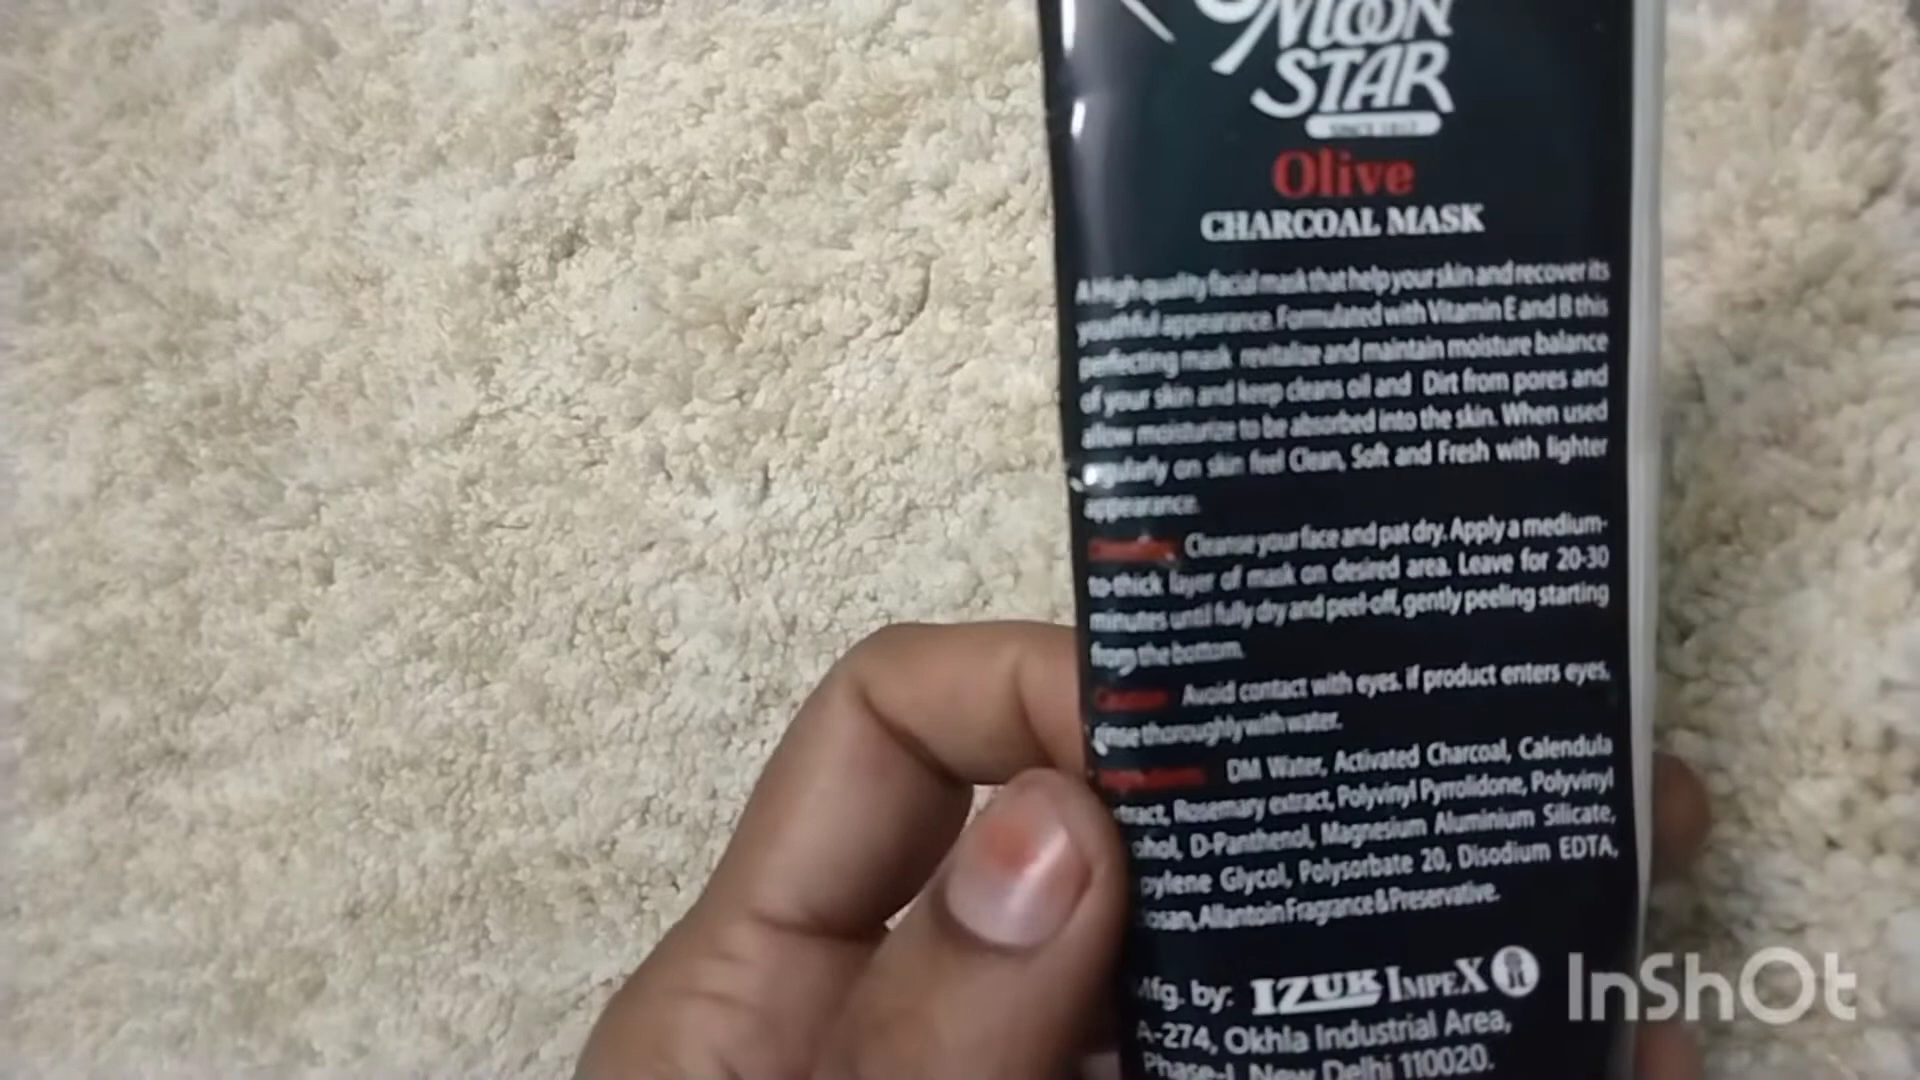 MOON
STAR
Olive
CHARCOAL MASK
A High quality facial mask that help your skin and recover its
youthful appearance. Formulated with Vitamin E and B this
perfecting mask revitalize and maintain moisture balance
of your skin and keep cleans oil and Dirt from pores and
allow moisturize to be absorbed into the skin. When used
regularly on skin feel Clean, Soft and Fresh with lighter
appearance.
Cleanse your face and pat dry. Apply a medium-
to-thick layer of mask on desired area. Leave for 20-30
minutes until fully dry and peel-off, gently peeling starting
from the bottom.
Avoid contact with eyes. if product enters eyes,
rinse thoroughly with water.
DM Water, Activated Charcoal, Calendula
tract, Rosemary extract, Polyvinyl Pyrrolidone, Polyvinyl
ohol, D-Panthenol, Magnesium Aluminium Silicate,
pylene Glycol, Polysorbate 20, Disodium EDTA,
osan, Allantoin Fragrance & Preservative.
Mfg. by: IZUK IMPEX
A-274, Okhla Industrial Area,
Phase-I, New Delhi 110020.
InShOt